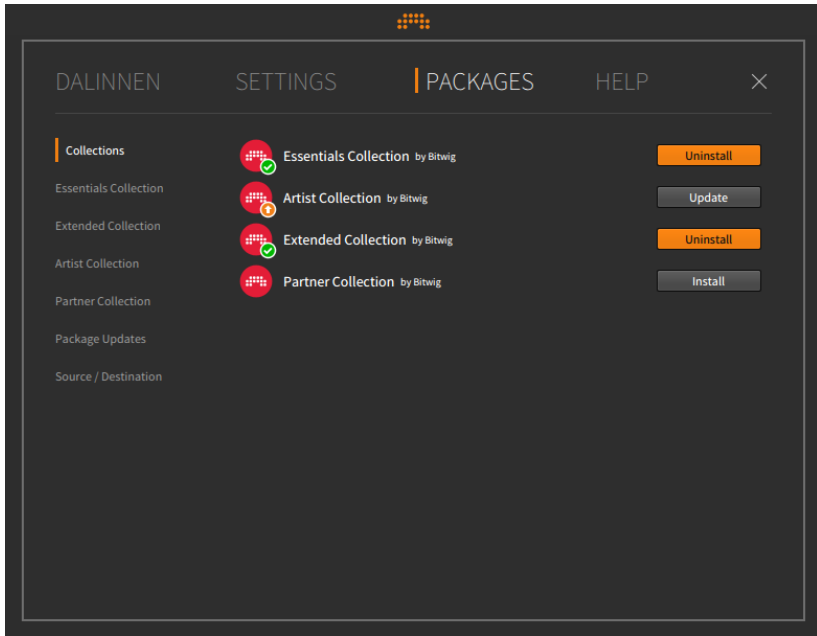 DALINNEN SETTINGS PACKAGES HELP
Collections
Essentials Collection
Extended Collection
Artist Collection
Partner Collection
Package Updates
Source / Destination
Essentials Collection by Bitwig Uninstall
Artist Collection by Bitwig Update
Extended Collection by Bitwig Uninstall
Partner Collection by Bitwig Install